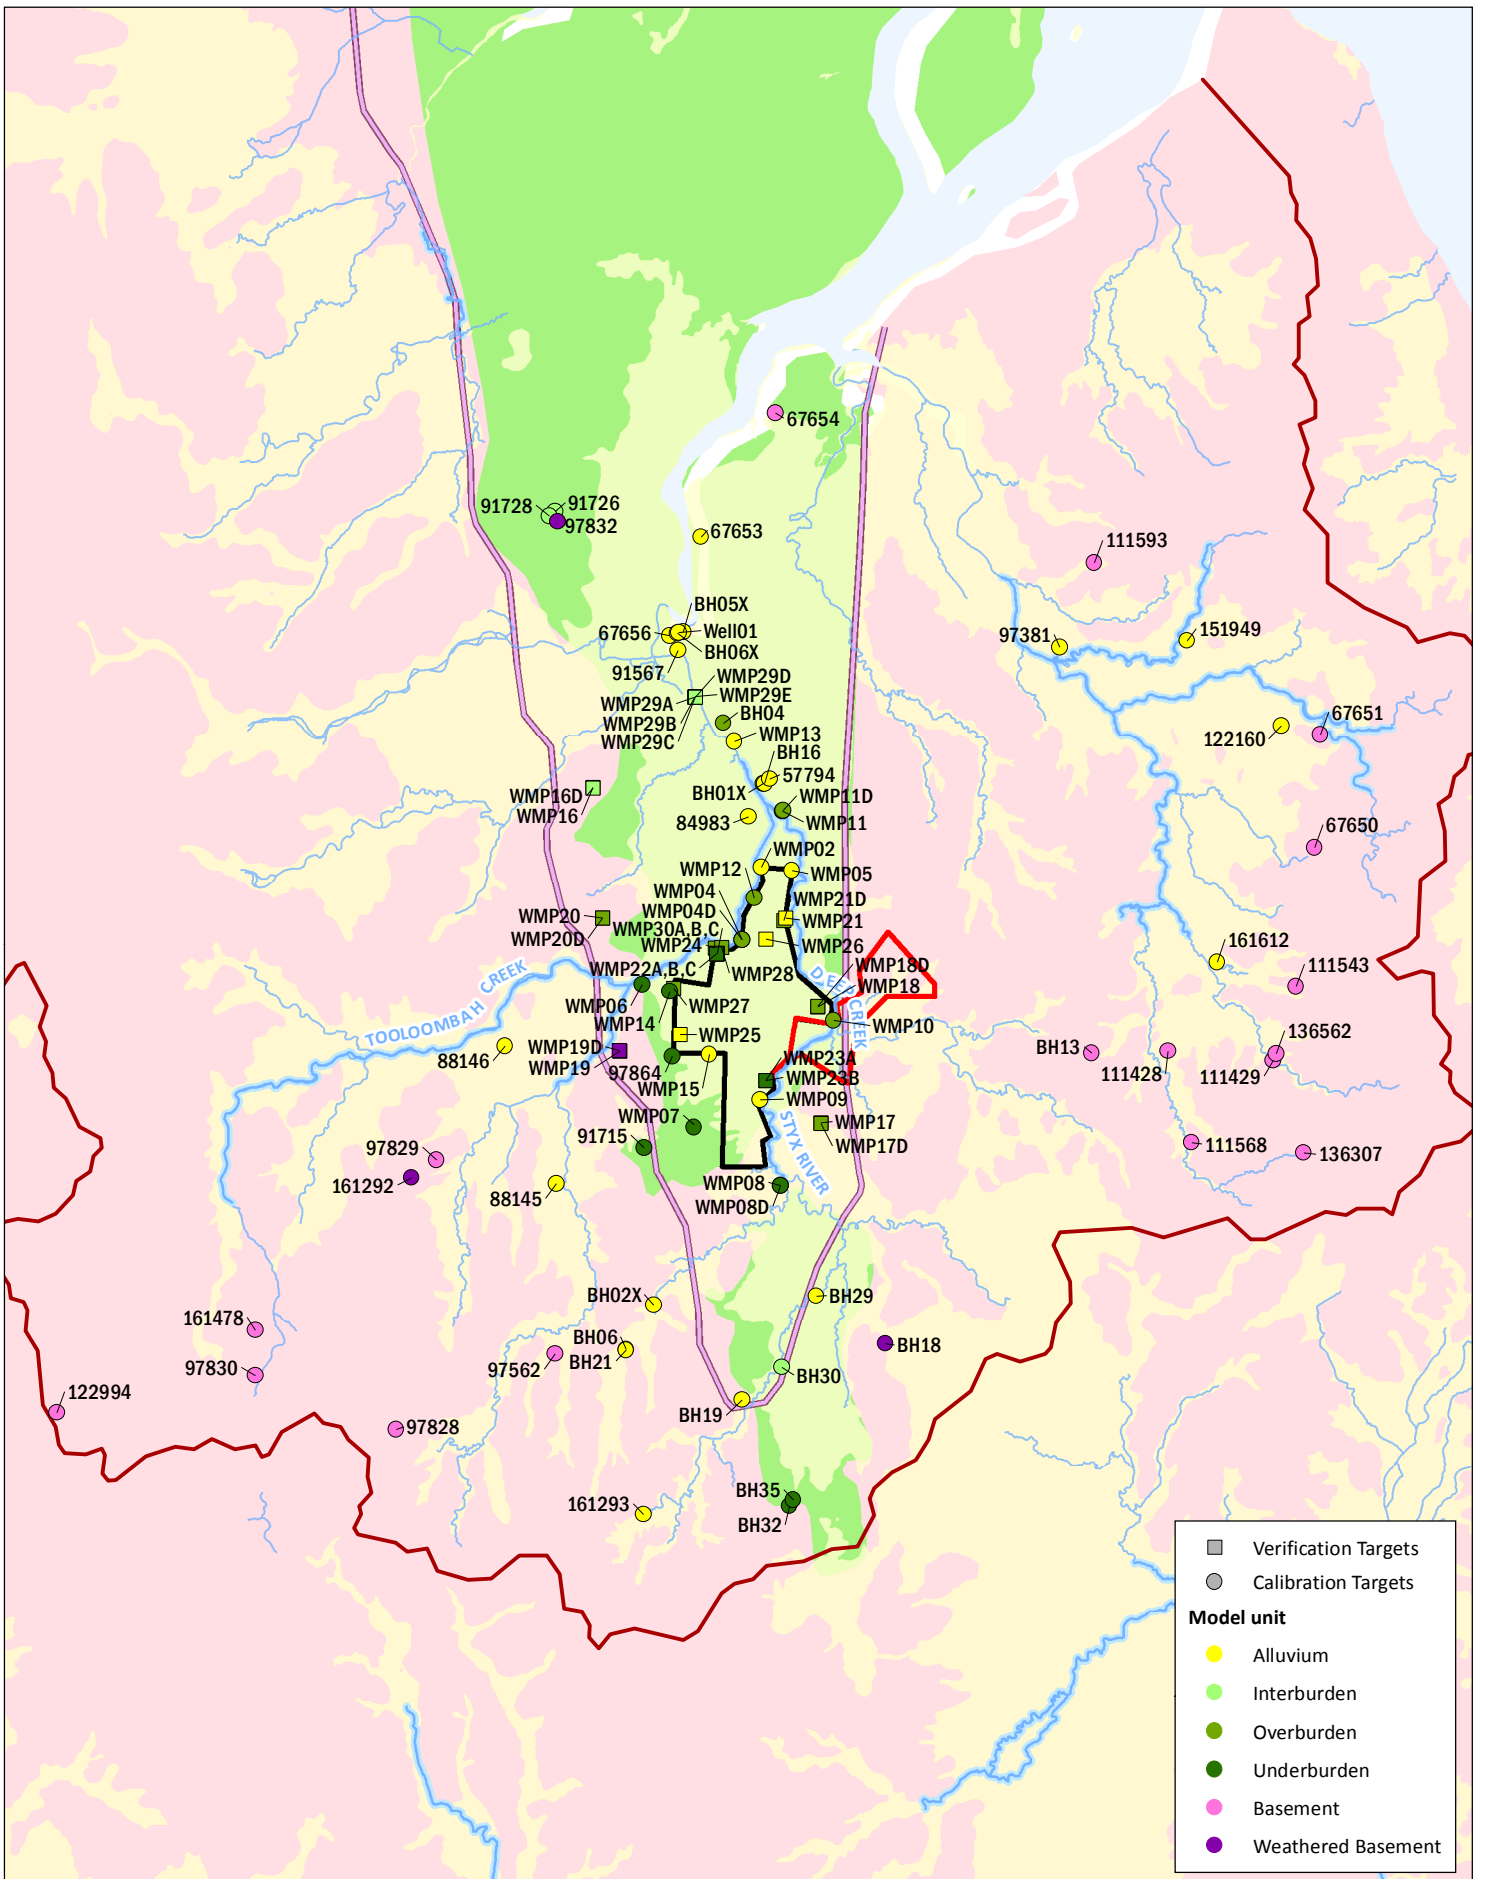 67654
91728
91726
97832
67653
111593
BH05X
67656
Well01
BH06X
91567
97381
151949
WMP29D
WMP29A
WMP29E
WMP29B
WMP29C
BH04
WMP13
BH16
122160
67651
57794
BH01X
WMP16D
WMP16
WMP11D
84983
WMP11
67650
WMP02
WMP12
WMP05
WMP04
WMP21D
WMP04D
WMP20
WMP21
WMP30A,B,C
WMP20D
WMP24
WMP26
161612
WMP22A,B,C
WMP28
WMP18D
111543
WMP18
DEEP CREEK
TOOLOOMBAH CREEK
WMP06
WMP27
WMP14
WMP10
WMP25
136562
88146
WMP19D
BH13
WMP19
97864
WMP23A
111428
111429
WMP15
WMP23B
WMP09
WMP07
WMP17
91715
WMP17D
STYX RIVER
97829
111568
136307
161292
88145
WMP08
WMP08D
BH02X
BH29
161478
BH06
BH21
BH18
97830
97562
BH30
122994
BH19
97828
BH35
161293
BH32
Verification Targets
Calibration Targets
Model unit
Alluvium
Interburden
Overburden
Underburden
Basement
Weathered Basement